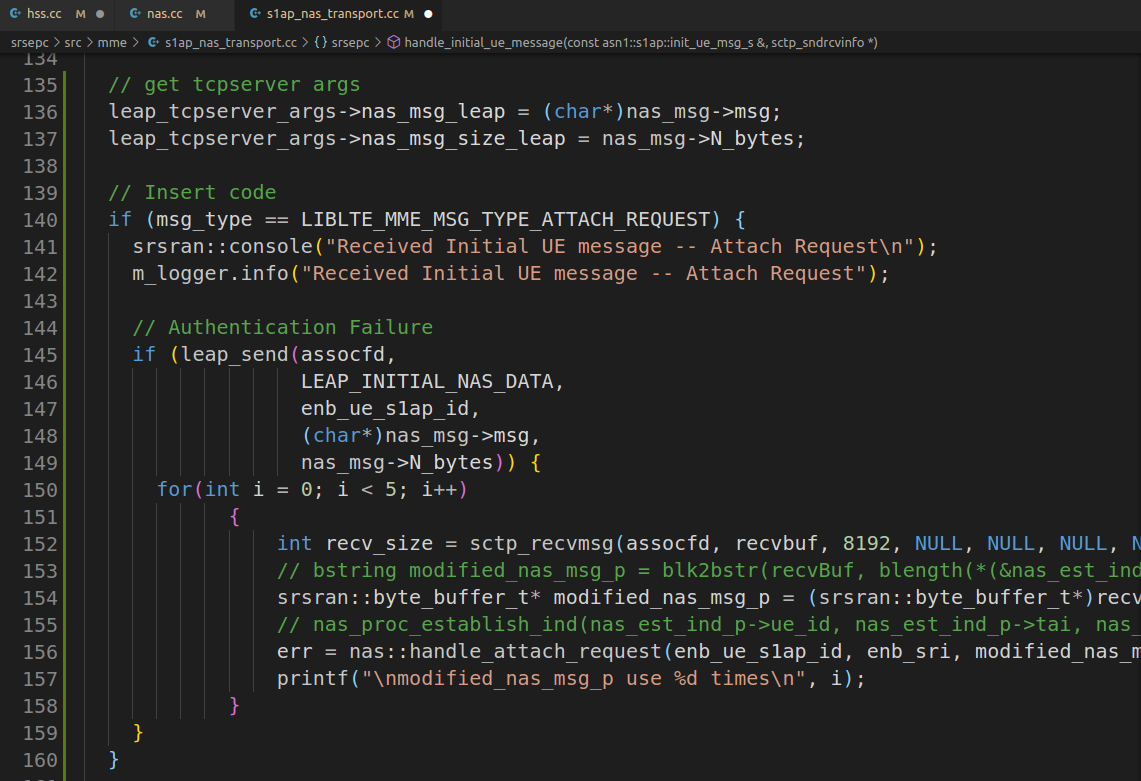 hss.cc M nas.cc M s1ap_nas_transport.cc M
srsepc > src > mme > s1ap_nas_transport.cc > {} srsepc > handle_initial_ue_message(const asn1::s1ap::init_ue_msg_s &, sctp_sndrcvinfo *)
134
135 // get tcpserver args
136 leap_tcpserver_args->nas_msg_leap = (char*)nas_msg->msg;
137 leap_tcpserver_args->nas_msg_size_leap = nas_msg->N_bytes;
138
139 // Insert code
140 if (msg_type == LIBLTE_MME_MSG_TYPE_ATTACH_REQUEST) {
141 srsran::console("Received Initial UE message -- Attach Request\n");
142 m_logger.info("Received Initial UE message -- Attach Request");
143
144 // Authentication Failure
145 if (leap_send(assocfd,
146 LEAP_INITIAL_NAS_DATA,
147 enb_ue_s1ap_id,
148 (char*)nas_msg->msg,
149 nas_msg->N_bytes)) {
150 for(int i = 0; i < 5; i++)
151 {
152 int recv_size = sctp_recvmsg(assocfd, recvbuf, 8192, NULL, NULL, NULL, N
153 // bstring modified_nas_msg_p = blk2bstr(recvBuf, blength(*(&nas_est_ind
154 srsran::byte_buffer_t* modified_nas_msg_p = (srsran::byte_buffer_t*)recv
155 // nas_proc_establish_ind(nas_est_ind_p->ue_id, nas_est_ind_p->tai, nas_
156 err = nas::handle_attach_request(enb_ue_s1ap_id, enb_sri, modified_nas_m
157 printf("\nmodified_nas_msg_p use %d times\n", i);
158 }
159 }
160 }